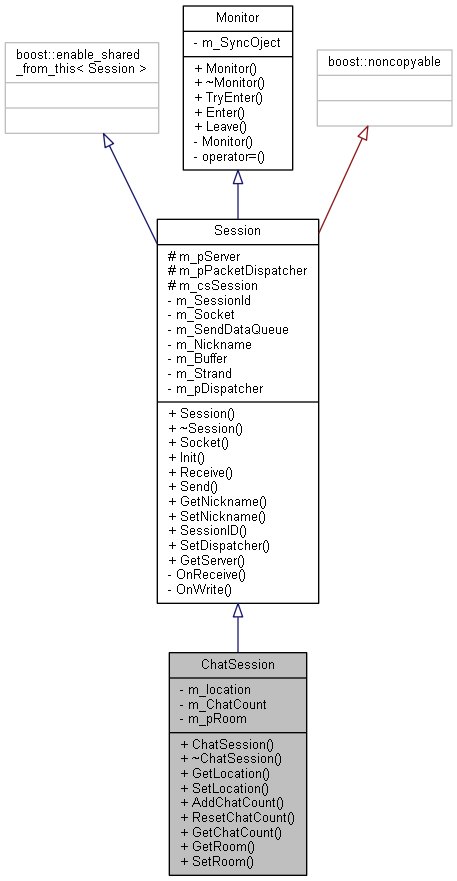 Monitor
- m_SyncOject
+ Monitor()
+ ~Monitor()
+ TryEnter()
+ Enter()
+ Leave()
- Monitor()
- operator=()
boost::enable_shared
_from_this< Session >
boost::noncopyable
Session
# m_pServer
# m_pPacketDispatcher
# m_csSession
- m_SessionId
- m_Socket
- m_SendDataQueue
- m_Nickname
- m_Buffer
- m_Strand
- m_pDispatcher
+ Session()
+ ~Session()
+ Socket()
+ Init()
+ Receive()
+ Send()
+ GetNickname()
+ SetNickname()
+ SessionID()
+ SetDispatcher()
+ GetServer()
- OnReceive()
- OnWrite()
ChatSession
- m_location
- m_ChatCount
- m_pRoom
+ ChatSession()
+ ~ChatSession()
+ GetLocation()
+ SetLocation()
+ AddChatCount()
+ ResetChatCount()
+ GetChatCount()
+ GetRoom()
+ SetRoom()